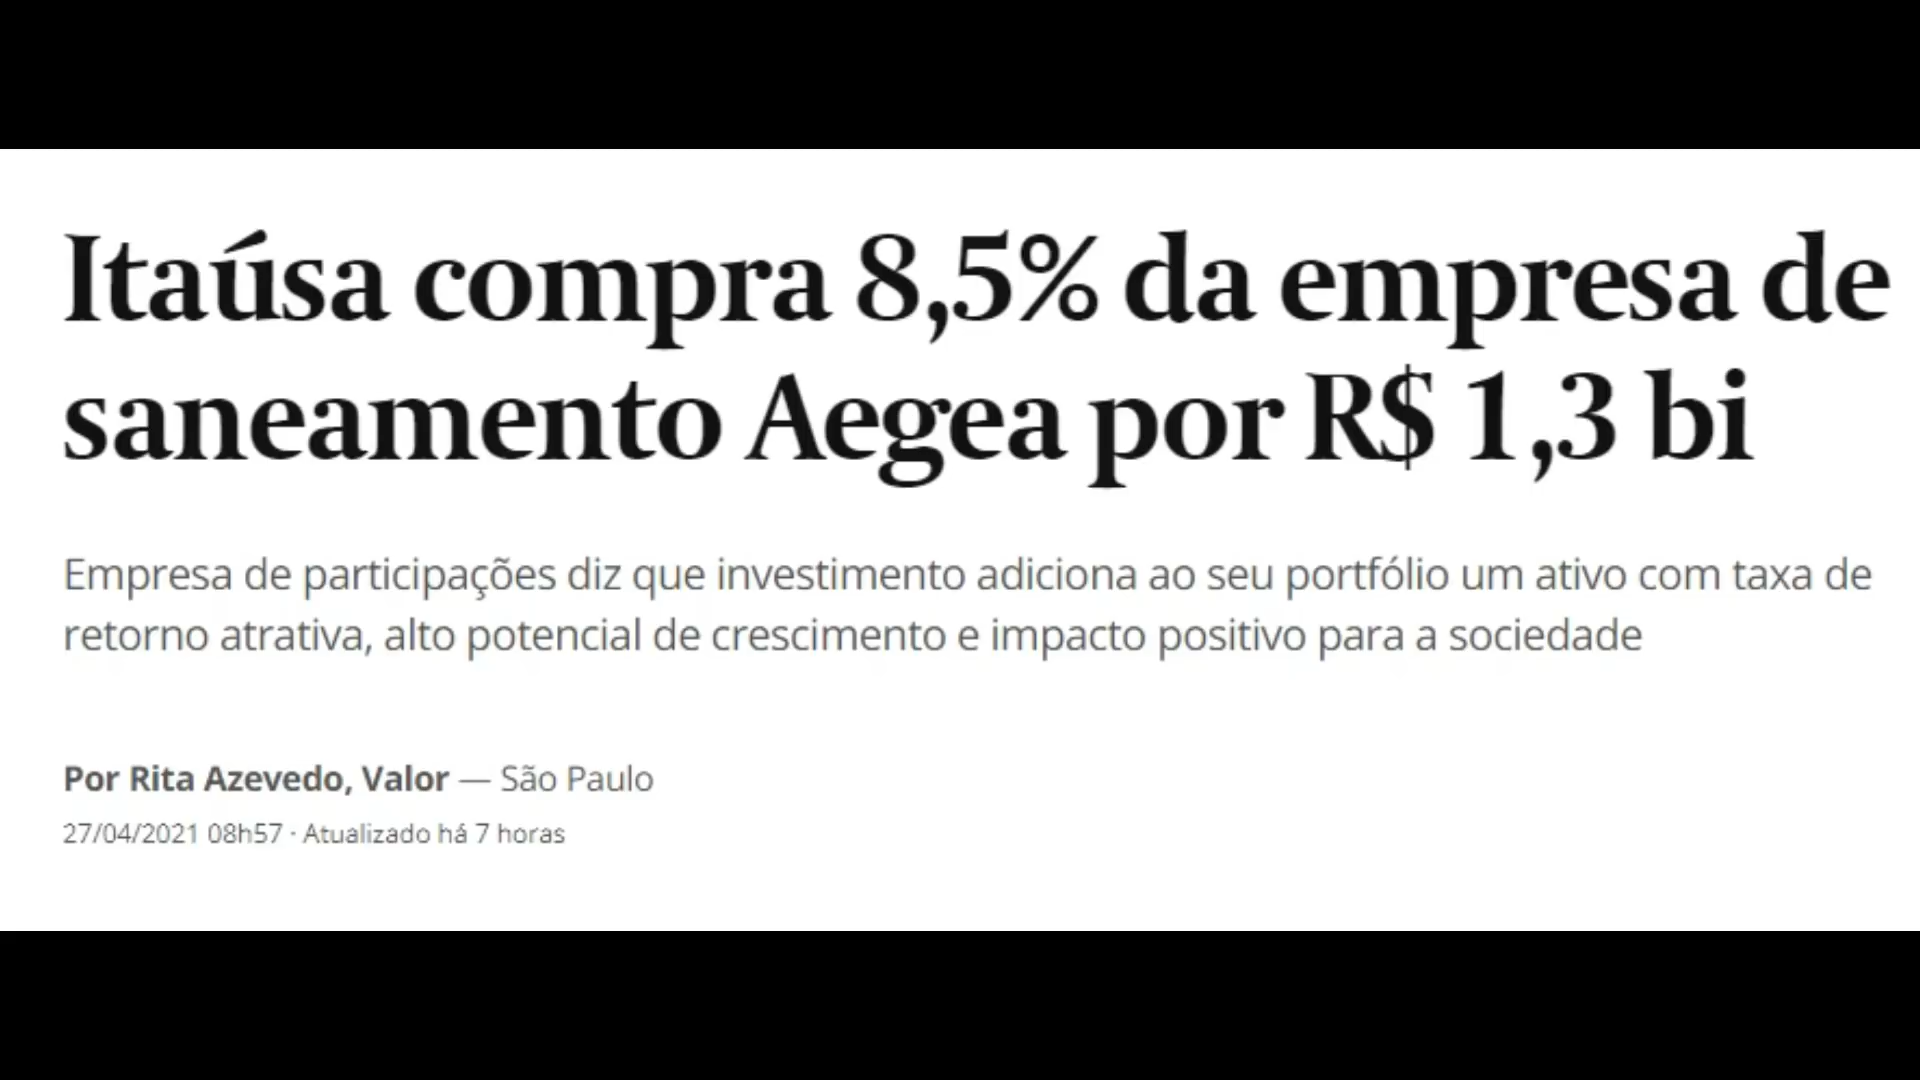 Itaúsa compra 8,5% da empresa de
saneamento Aegea por R$ 1,3 bi
Empresa de participações diz que investimento adiciona ao seu portfólio um ativo com taxa de
retorno atrativa, alto potencial de crescimento e impacto positivo para a sociedade
Por Rita Azevedo, Valor — São Paulo
27/04/2021 08h57 · Atualizado há 7 horas